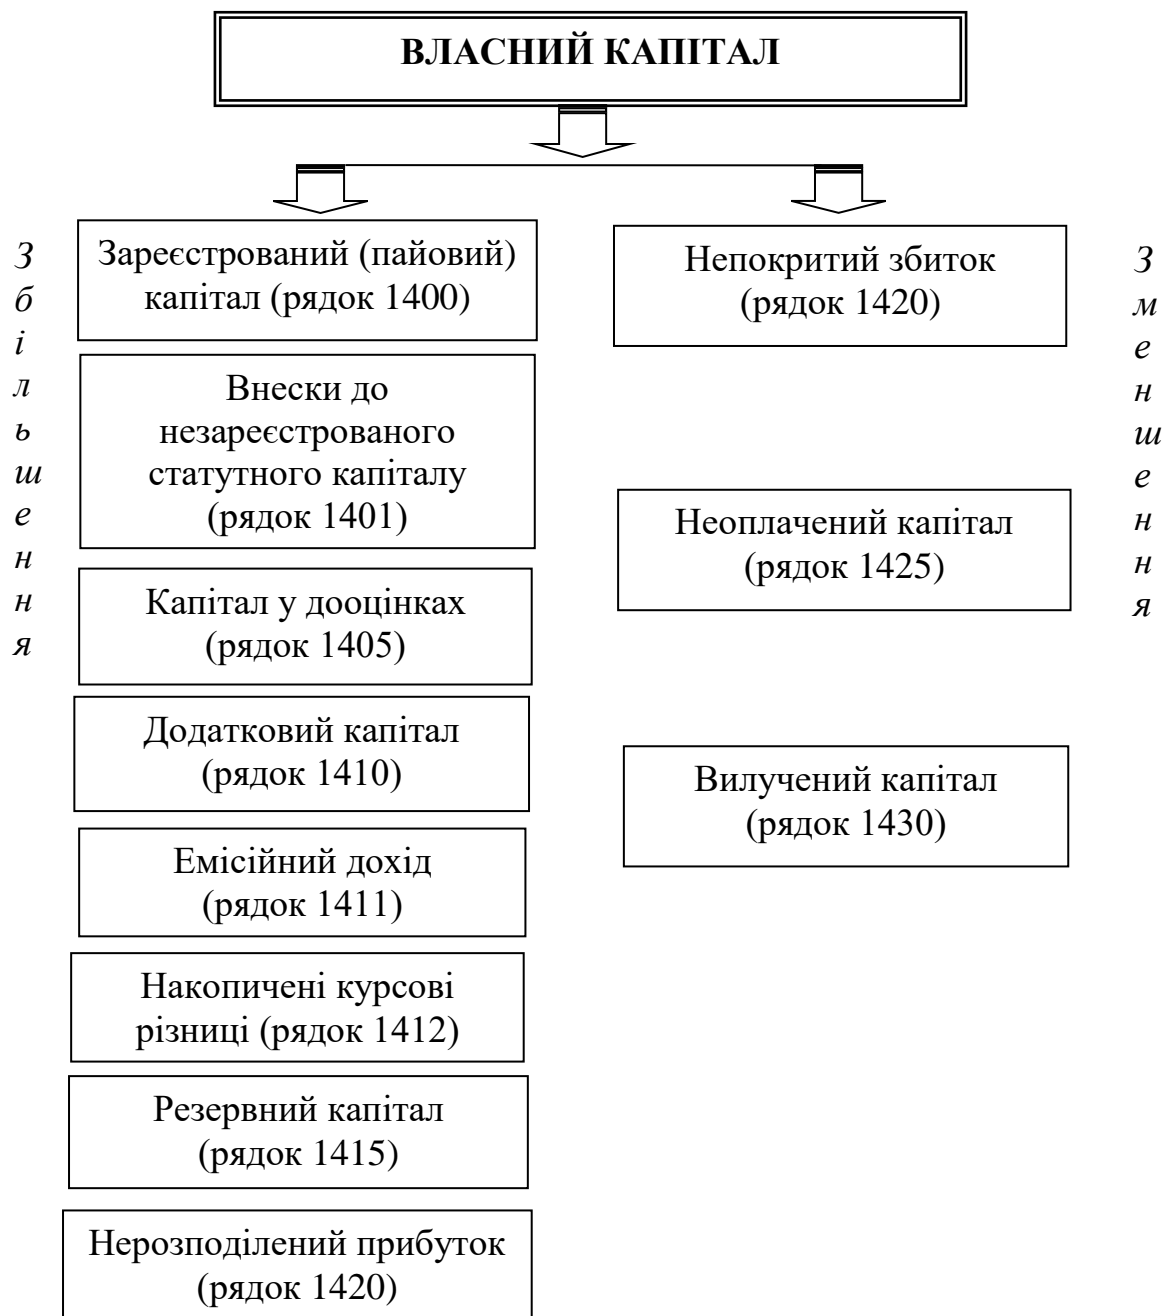 ВЛАСНИЙ КАПІТАЛ
Збільшення
Зареєстрований (пайовий)
капітал (рядок 1400)
Внески до
незареєстрованого
статутного капіталу
(рядок 1401)
Капітал у дооцінках
(рядок 1405)
Додатковий капітал
(рядок 1410)
Емісійний дохід
(рядок 1411)
Накопичені курсові
різниці (рядок 1412)
Резервний капітал
(рядок 1415)
Нерозподілений прибуток
(рядок 1420)
Непокритий збиток
(рядок 1420)
Неоплачений капітал
(рядок 1425)
Вилучений капітал
(рядок 1430)
Зменшення